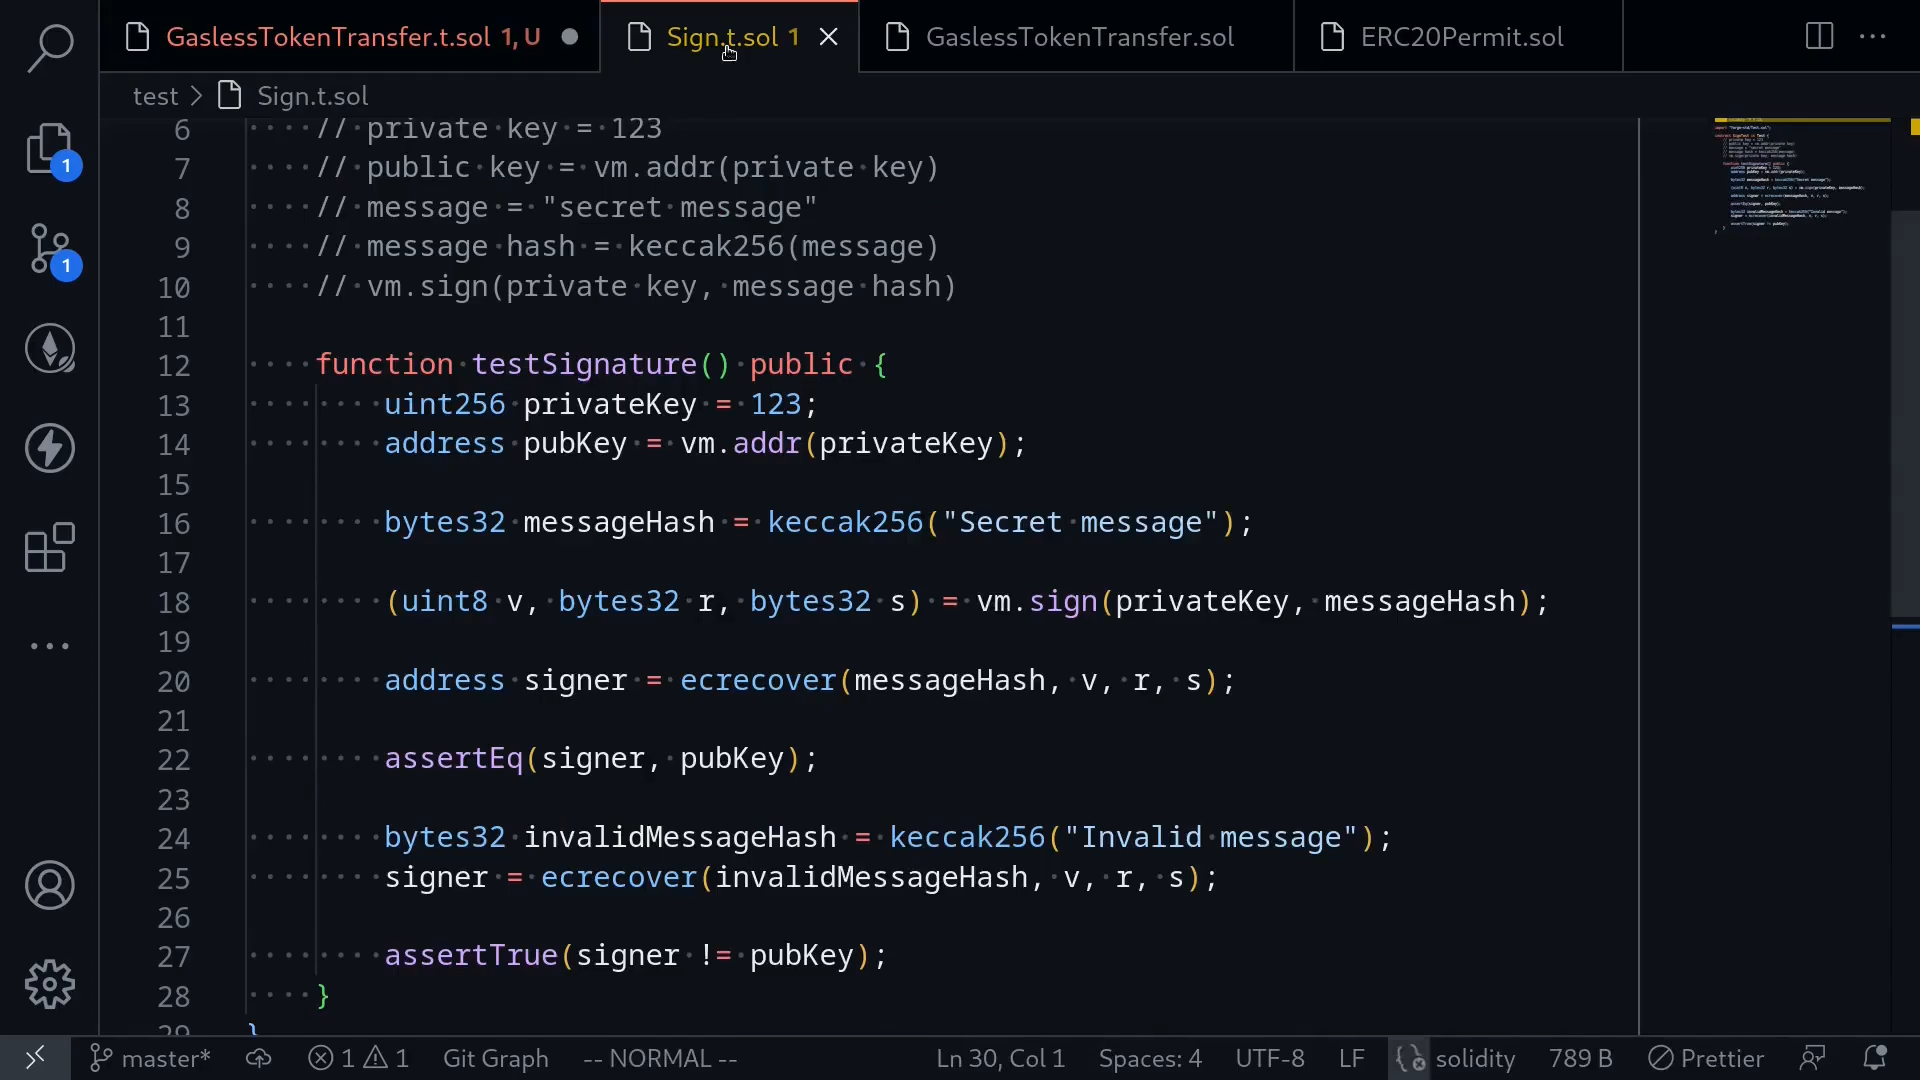 GaslessTokenTransfer.t.sol 1, U
Sign.t.sol 1
GaslessTokenTransfer.sol
ERC20Permit.sol
test > Sign.t.sol
6 // private key = 123
7 // public key = vm.addr(private key)
8 // message = "secret message"
9 // message hash = keccak256(message)
10 // vm.sign(private key, message hash)
11
12 function testSignature() public {
13 uint256 privateKey = 123;
14 address pubKey = vm.addr(privateKey);
15
16 bytes32 messageHash = keccak256("Secret message");
17
18 (uint8 v, bytes32 r, bytes32 s) = vm.sign(privateKey, messageHash);
19
20 address signer = ecrecover(messageHash, v, r, s);
21
22 assertEq(signer, pubKey);
23
24 bytes32 invalidMessageHash = keccak256("Invalid message");
25 signer = ecrecover(invalidMessageHash, v, r, s);
26
27 assertTrue(signer != pubKey);
28 }
29 }
1
1
master* 1 1 Git Graph -- NORMAL -- Ln 30, Col 1 Spaces: 4 UTF-8 LF solidity 789 B Prettier